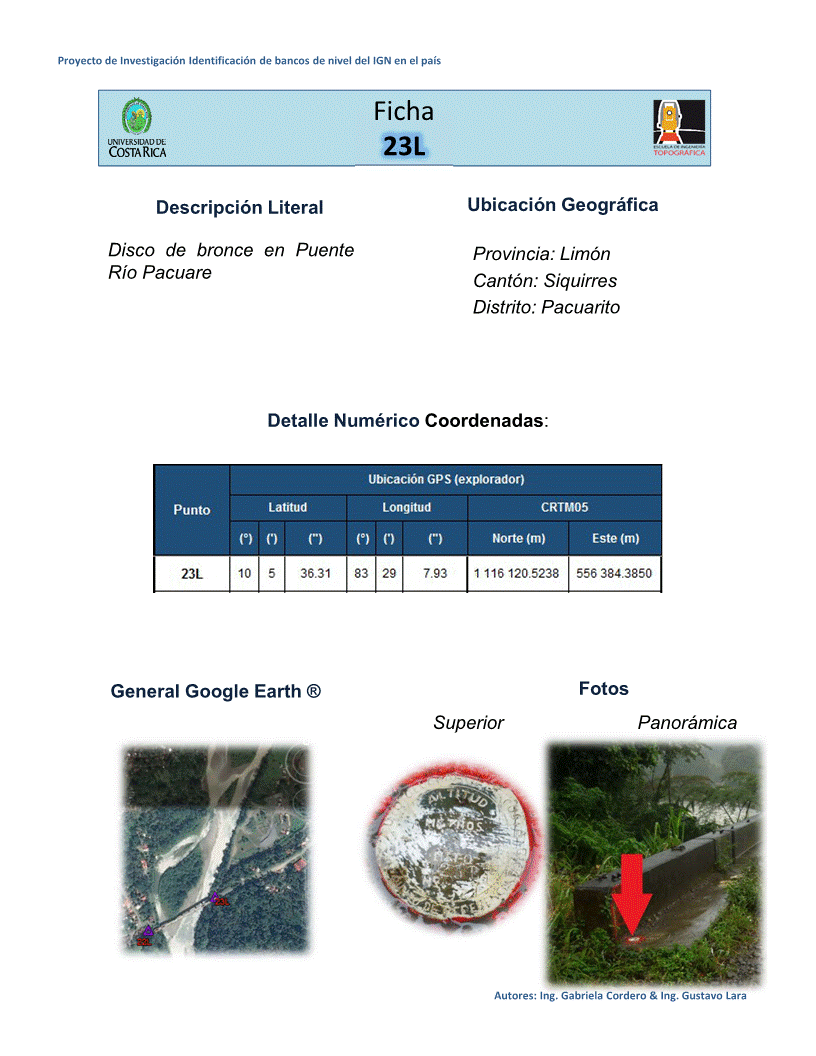 Proyecto de Investigación Identificación de bancos de nivel del IGN en el país
UNIVERSIDAD DE
COSTA RICA
Ficha
23L
ESCUELA DE INGENIERÍA
TOPOGRÁFICA
Descripción Literal
Disco de bronce en Puente
Río Pacuare
Ubicación Geográfica
Provincia: Limón
Cantón: Siquirres
Distrito: Pacuarito
Detalle Numérico Coordenadas:
Punto
Ubicación GPS (explorador)
Latitud Longitud CRTM05
(°) (') (") (°) (') (") Norte (m) Este (m)
23L 10 5 36.31 83 29 7.93 1 116 120.5238 556 384.3850
General Google Earth ®
Fotos
Superior Panorámica
ALTITUD
METROS
23L
Autores: Ing. Gabriela Cordero & Ing. Gustavo Lara